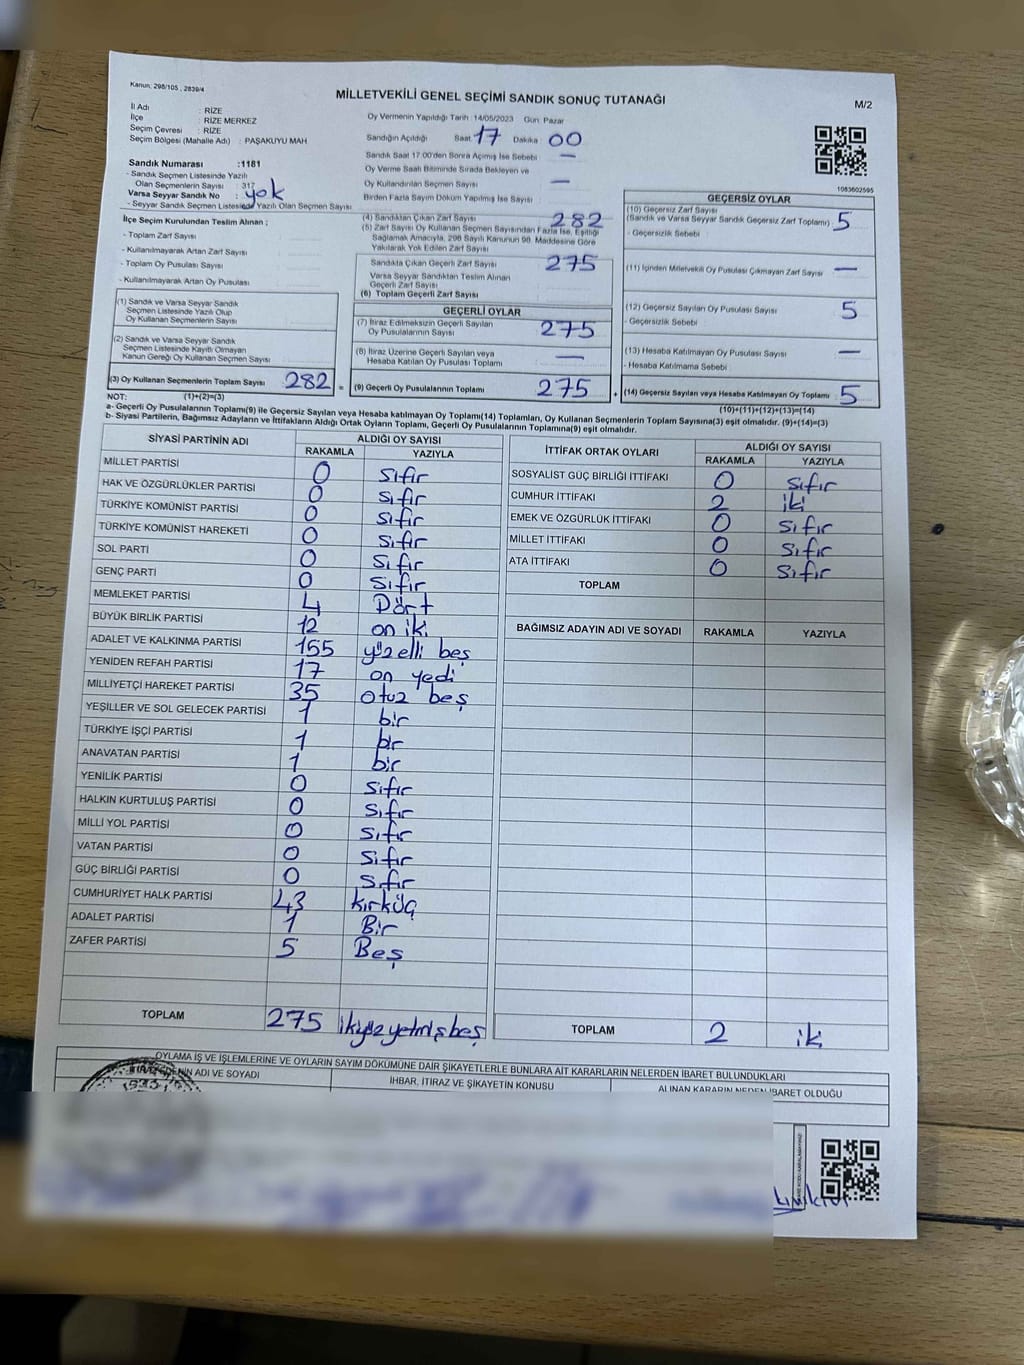 Kanun: 298/105 , 2839/4
MİLLETVEKİLİ GENEL SEÇİMİ SANDIK SONUÇ TUTANAĞI
M/2
İl Adı : RİZE
İlçe : RİZE MERKEZ
Seçim Çevresi : RİZE
Seçim Bölgesi (Mahalle Adı) : PAŞAKUYU MAH
Sandık Numarası :1181
- Sandık Seçmen Listesinde Yazılı
Olan Seçmenlerin Sayısı : 317
Varsa Seyyar Sandık No : yok
- Seyyar Sandık Listesinde Yazılı Olan Seçmen Sayısı
Oy Vermenin Yapıldığı Tarih :14/05/2023 Gün: Pazar
Sandığın Açıldığı Saat 17 Dakika 00
Sandık Saat 17.00'den Sonra Açımış İse Sebebi —
Oy Verme Saati Bitiminde Sırada Bekleyen ve
Oy Kullandırılan Seçmen Sayısı —
Birden Fazla Sayım Döküm Yapılmış İse Sayısı
1083602595
İlçe Seçim Kurulundan Teslim Alınan ;
- Toplam Zarf Sayısı
- Kullanılmayarak Artan Zarf Sayısı
- Toplam Oy Pusulası Sayısı
- Kullanılmayarak Artan Oy Pusulası
(1) Sandık ve Varsa Seyyar Sandık
Seçmen Listesinde Yazılı Olup
Oy Kullanan Seçmenlerin Sayısı
(2) Sandık ve Varsa Seyyar Sandık
Seçmen Listesinde Kayıtlı Olmayan
Kanun Gereği Oy Kullanan Seçmen Sayısı
(3) Oy Kullanan Seçmenlerin Toplam Sayısı 282 =
(4) Sandıktan Çıkan Zarf Sayısı 282
(5) Zarf Sayısı Oy Kullanan Seçmen Sayısından Fazla İse, Eşitliği
Sağlamak Amacıyla, 298 Sayılı Kanunun 98. Maddesine Göre
Yakılarak Yok Edilen Zarf Sayısı
Sandıkta Çıkan Geçerli Zarf Sayısı 275
Varsa Seyyar Sandıktan Teslim Alınan
Geçerli Zarf Sayısı
(6) Toplam Geçerli Zarf Sayısı
GEÇERLİ OYLAR
(7) İtiraz Edilmeksizin Geçerli Sayılan
Oy Pusulalarının Sayısı 275
(8) İtiraz Üzerine Geçerli Sayılan veya
Hesaba Katılan Oy Pusulası Sayısı —
(9) Geçerli Oy Pusulalarının Toplamı 275 +
GEÇERSİZ OYLAR
(10) Geçersiz Zarf Sayısı
(Sandık ve Varsa Seyyar Sandık Geçersiz Zarf Toplamı) 5
- Geçersizlik Sebebi :
(11) İçinden Milletvekili Oy Pusulası Çıkmayan Zarf Sayısı —
(12) Geçersiz Sayılan Oy Pusulası Sayısı 5
- Geçersizlik Sebebi :
(13) Hesaba Katılmayan Oy Pusulası Sayısı —
- Hesaba Katılmama Sebebi :
(14) Geçersiz Sayılan veya Hesaba Katılmayan Oy Toplamı 5
NOT: (1)+(2)=(3) (10)+(11)+(12)+(13)=(14)
a- Geçerli Oy Pusulalarının Toplamı(9) ile Geçersiz Sayılan veya Hesaba katılmayan Oy Toplamı(14) Toplamları, Oy Kullanan Seçmenlerin Toplam Sayısına(3) eşit olmalıdır. (9)+(14)=(3)
b- Siyasi Partilerin, Bağımsız Adayların ve İttifakların Aldığı Ortak Oyların Toplamı, Geçerli Oy Pusulalarının Toplamına(9) eşit olmalıdır.
SİYASİ PARTİNİN ADI ALDIĞI OY SAYISI
RAKAMLA YAZIYLA
MİLLET PARTİSİ 0 sıfır
HAK VE ÖZGÜRLÜKLER PARTİSİ 0 sıfır
TÜRKİYE KOMÜNİST PARTİSİ 0 sıfır
TÜRKİYE KOMÜNİST HAREKETİ 0 sıfır
SOL PARTİ 0 sıfır
GENÇ PARTİ 0 sıfır
MEMLEKET PARTİSİ 4 Dört
BÜYÜK BİRLİK PARTİSİ 12 on iki
ADALET VE KALKINMA PARTİSİ 155 yüz elli beş
YENİDEN REFAH PARTİSİ 17 on yedi
MİLLİYETÇİ HAREKET PARTİSİ 35 otuz beş
YEŞİLLER VE SOL GELECEK PARTİSİ 1 bir
TÜRKİYE İŞÇİ PARTİSİ 1 bir
ANAVATAN PARTİSİ 1 bir
YENİLİK PARTİSİ 0 sıfır
HALKIN KURTULUŞ PARTİSİ 0 sıfır
MİLLİ YOL PARTİSİ 0 sıfır
VATAN PARTİSİ 0 sıfır
GÜÇ BİRLİĞİ PARTİSİ 0 sıfır
CUMHURİYET HALK PARTİSİ 43 kırküç
ADALET PARTİSİ 1 Bir
ZAFER PARTİSİ 5 Beş
TOPLAM 275 ikiyüz yetmiş beş
İTTİFAK ORTAK OYLARI ALDIĞI OY SAYISI
RAKAMLA YAZIYLA
SOSYALİST GÜÇ BİRLİĞİ İTTİFAKI 0 sıfır
CUMHUR İTTİFAKI 2 iki
EMEK VE ÖZGÜRLÜK İTTİFAKI 0 sıfır
MİLLET İTTİFAKI 0 sıfır
ATA İTTİFAKI 0 sıfır
TOPLAM
BAĞIMSIZ ADAYIN ADI VE SOYADI RAKAMLA YAZIYLA
TOPLAM 2 iki
OYLAMA İŞ VE İŞLEMLERİNE VE OYLARIN SAYIM DÖKÜMÜNE DAİR ŞİKAYETLERLE BUNLARA AİT KARARLARIN NELERDEN İBARET BULUNDUKLARI
ADI VE SOYADI İHBAR, İTİRAZ VE ŞİKAYETİN KONUSU ALINAN KARARIN NEDEN İBARET OLDUĞU